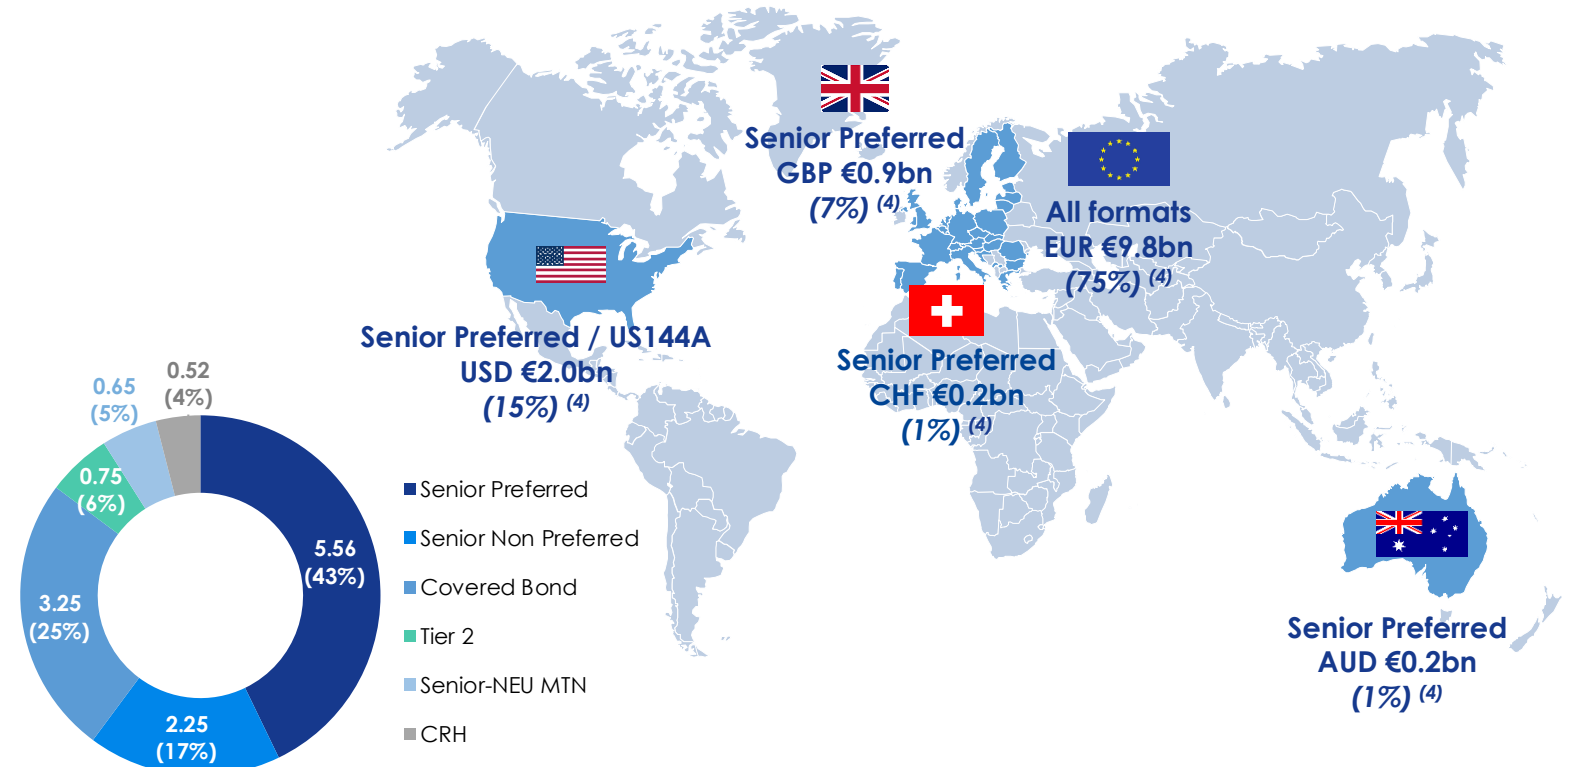 Senior Preferred
GBP €0.9bn
(7%) (4)
All formats
EUR €9.8bn
(75%) (4)
Senior Preferred / US144A
USD €2.0bn
(15%) (4)
Senior Preferred
CHF €0.2bn
(1%) (4)
Senior Preferred
AUD €0.2bn
(1%) (4)
0.52
(4%)
0.65
(5%)
0.75
(6%)
5.56
(43%)
3.25
(25%)
2.25
(17%)
Senior Preferred
Senior Non Preferred
Covered Bond
Tier 2
Senior-NEU MTN
CRH